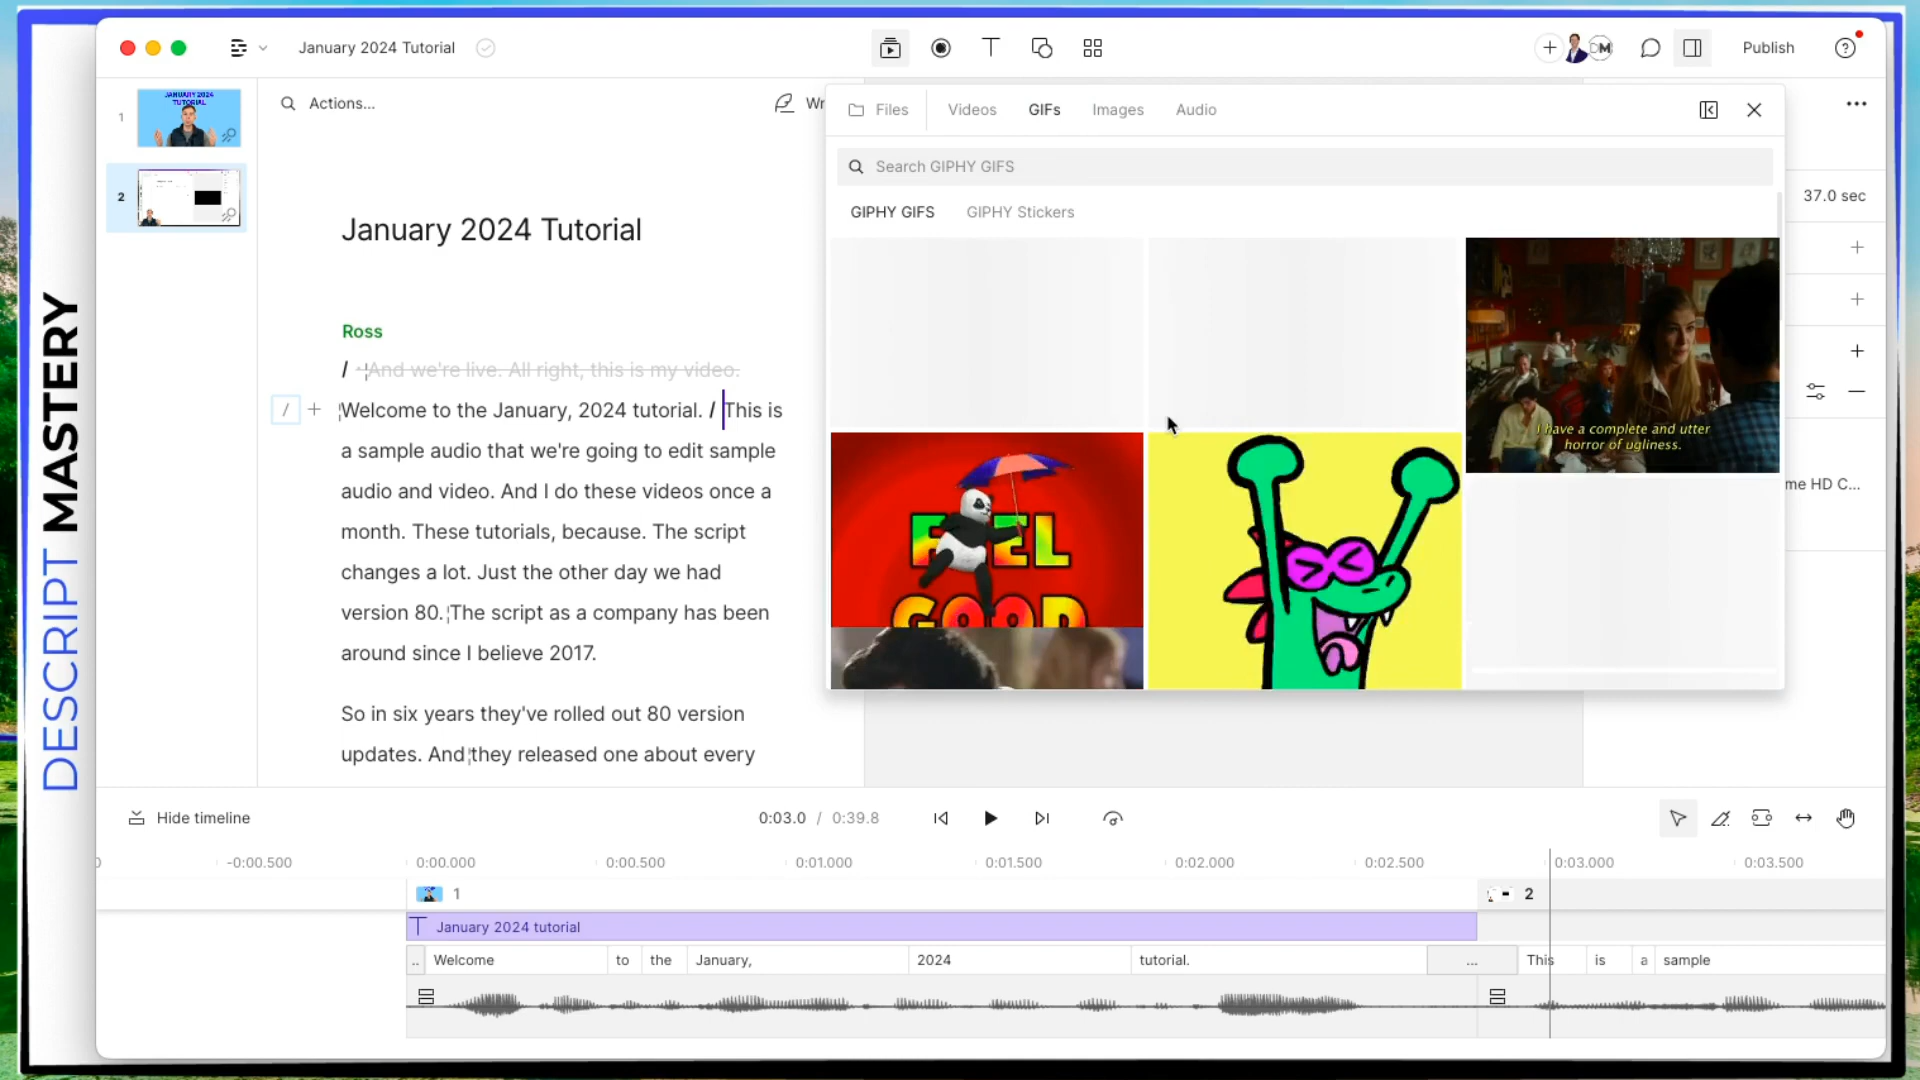 DESCRIPT MASTERY
January 2024 Tutorial
Publish
1
JANUARY 2024
TUTORIAL
2
Actions...
Wr
Files
Videos
GIFs
Images
Audio
Search GIPHY GIFS
GIPHY GIFS
GIPHY Stickers
37.0 sec
I have a complete and utter
horror of ugliness.
FEEL
GOOD
me HD C...
January 2024 Tutorial
Ross
/ And we're live. All right, this is my video.
/ + Welcome to the January, 2024 tutorial. / This is
a sample audio that we're going to edit sample
audio and video. And I do these videos once a
month. These tutorials, because. The script
changes a lot. Just the other day we had
version 80. The script as a company has been
around since I believe 2017.
So in six years they've rolled out 80 version
updates. And they released one about every
Hide timeline
0:03.0 / 0:39.8
-0:00.500
0:00.000
0:00.500
0:01.000
0:01.500
0:02.000
0:02.500
0:03.000
0:03.500
1
2
January 2024 tutorial
.. Welcome to the January, 2024 tutorial. ... This is a sample